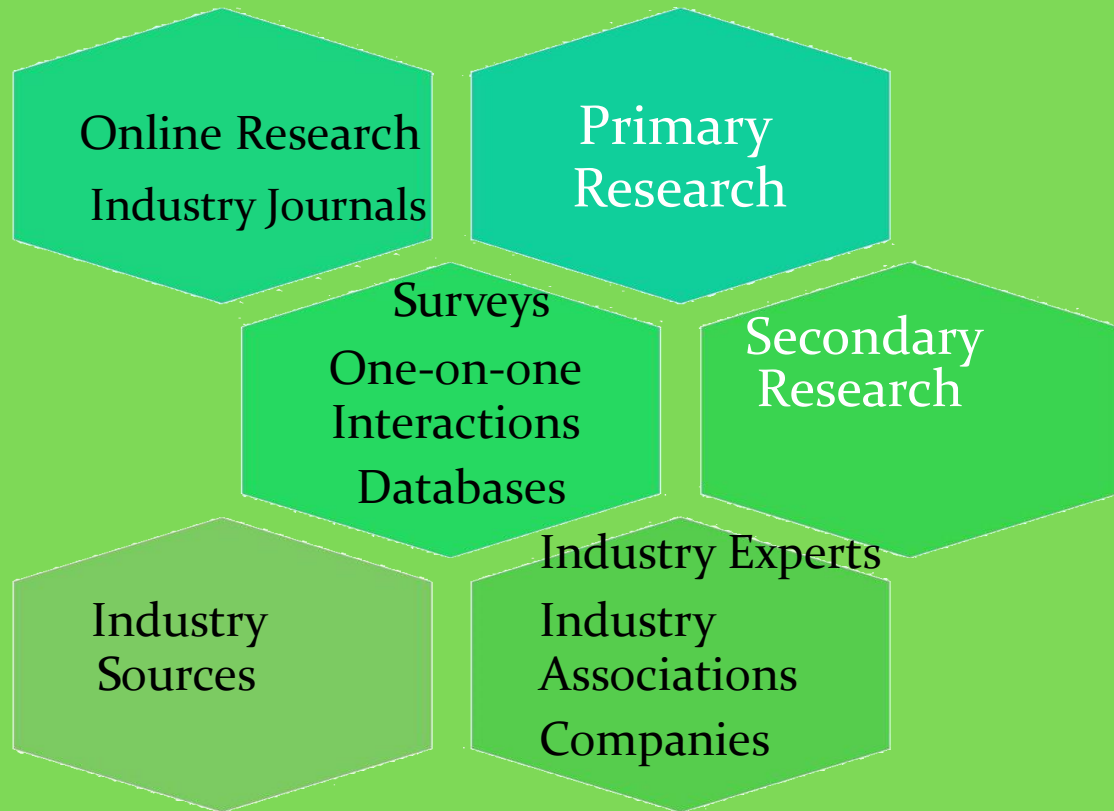 Online Research
Industry Journals
Primary
Research
Surveys
One-on-one
Interactions
Databases
Secondary
Research
Industry
Sources
Industry Experts
Industry
Associations
Companies